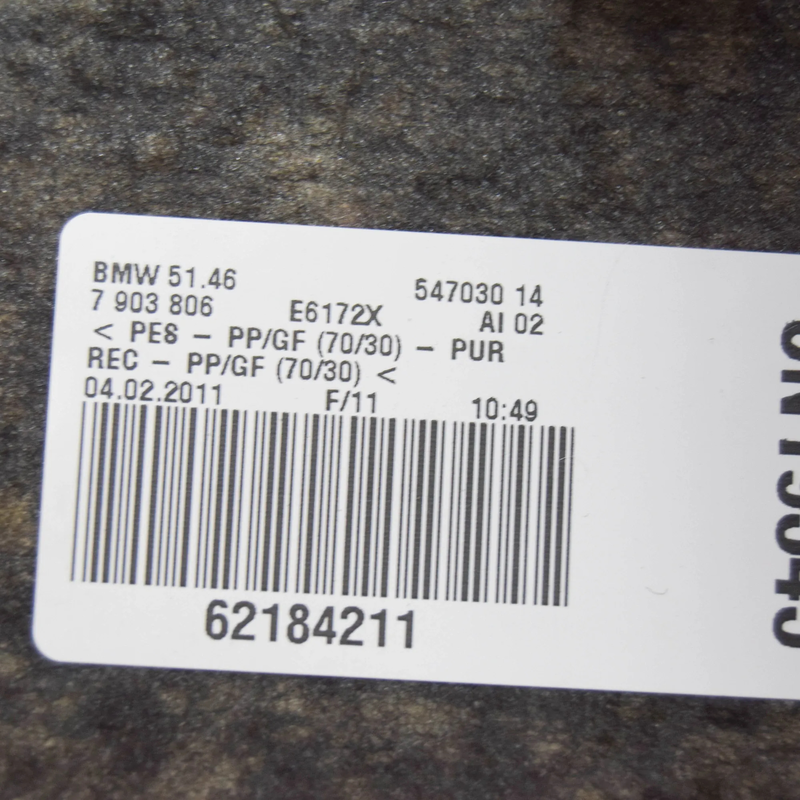 BMW 51.46 547030 14
7 903 806 E6172X AI 02
< PES - PP/GF (70/30) - PUR
REC - PP/GF (70/30) <
04.02.2011 F/11 10:49
62184211